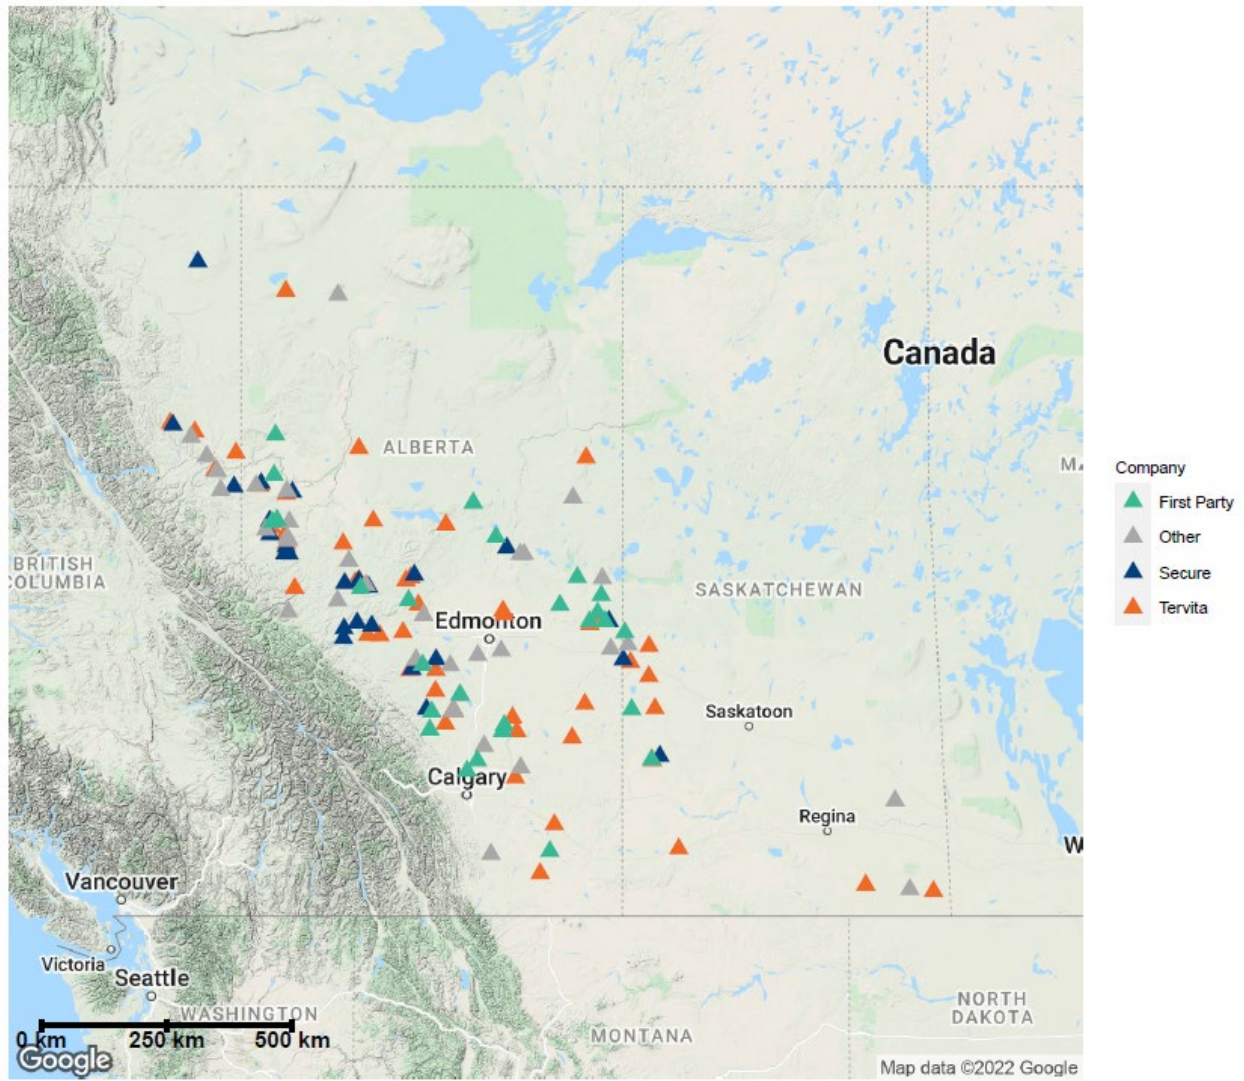 Canada
ALBERTA
MA
Company
First Party
Other
Secure
Tervita
BRITISH
COLUMBIA
SASKATCHEWAN
Edmonton
Saskatoon
Calgary
Regina
W
Vancouver
Victoria
Seattle
WASHINGTON
NORTH
DAKOTA
MONTANA
0 km 250 km 500 km
Google
Map data ©2022 Google